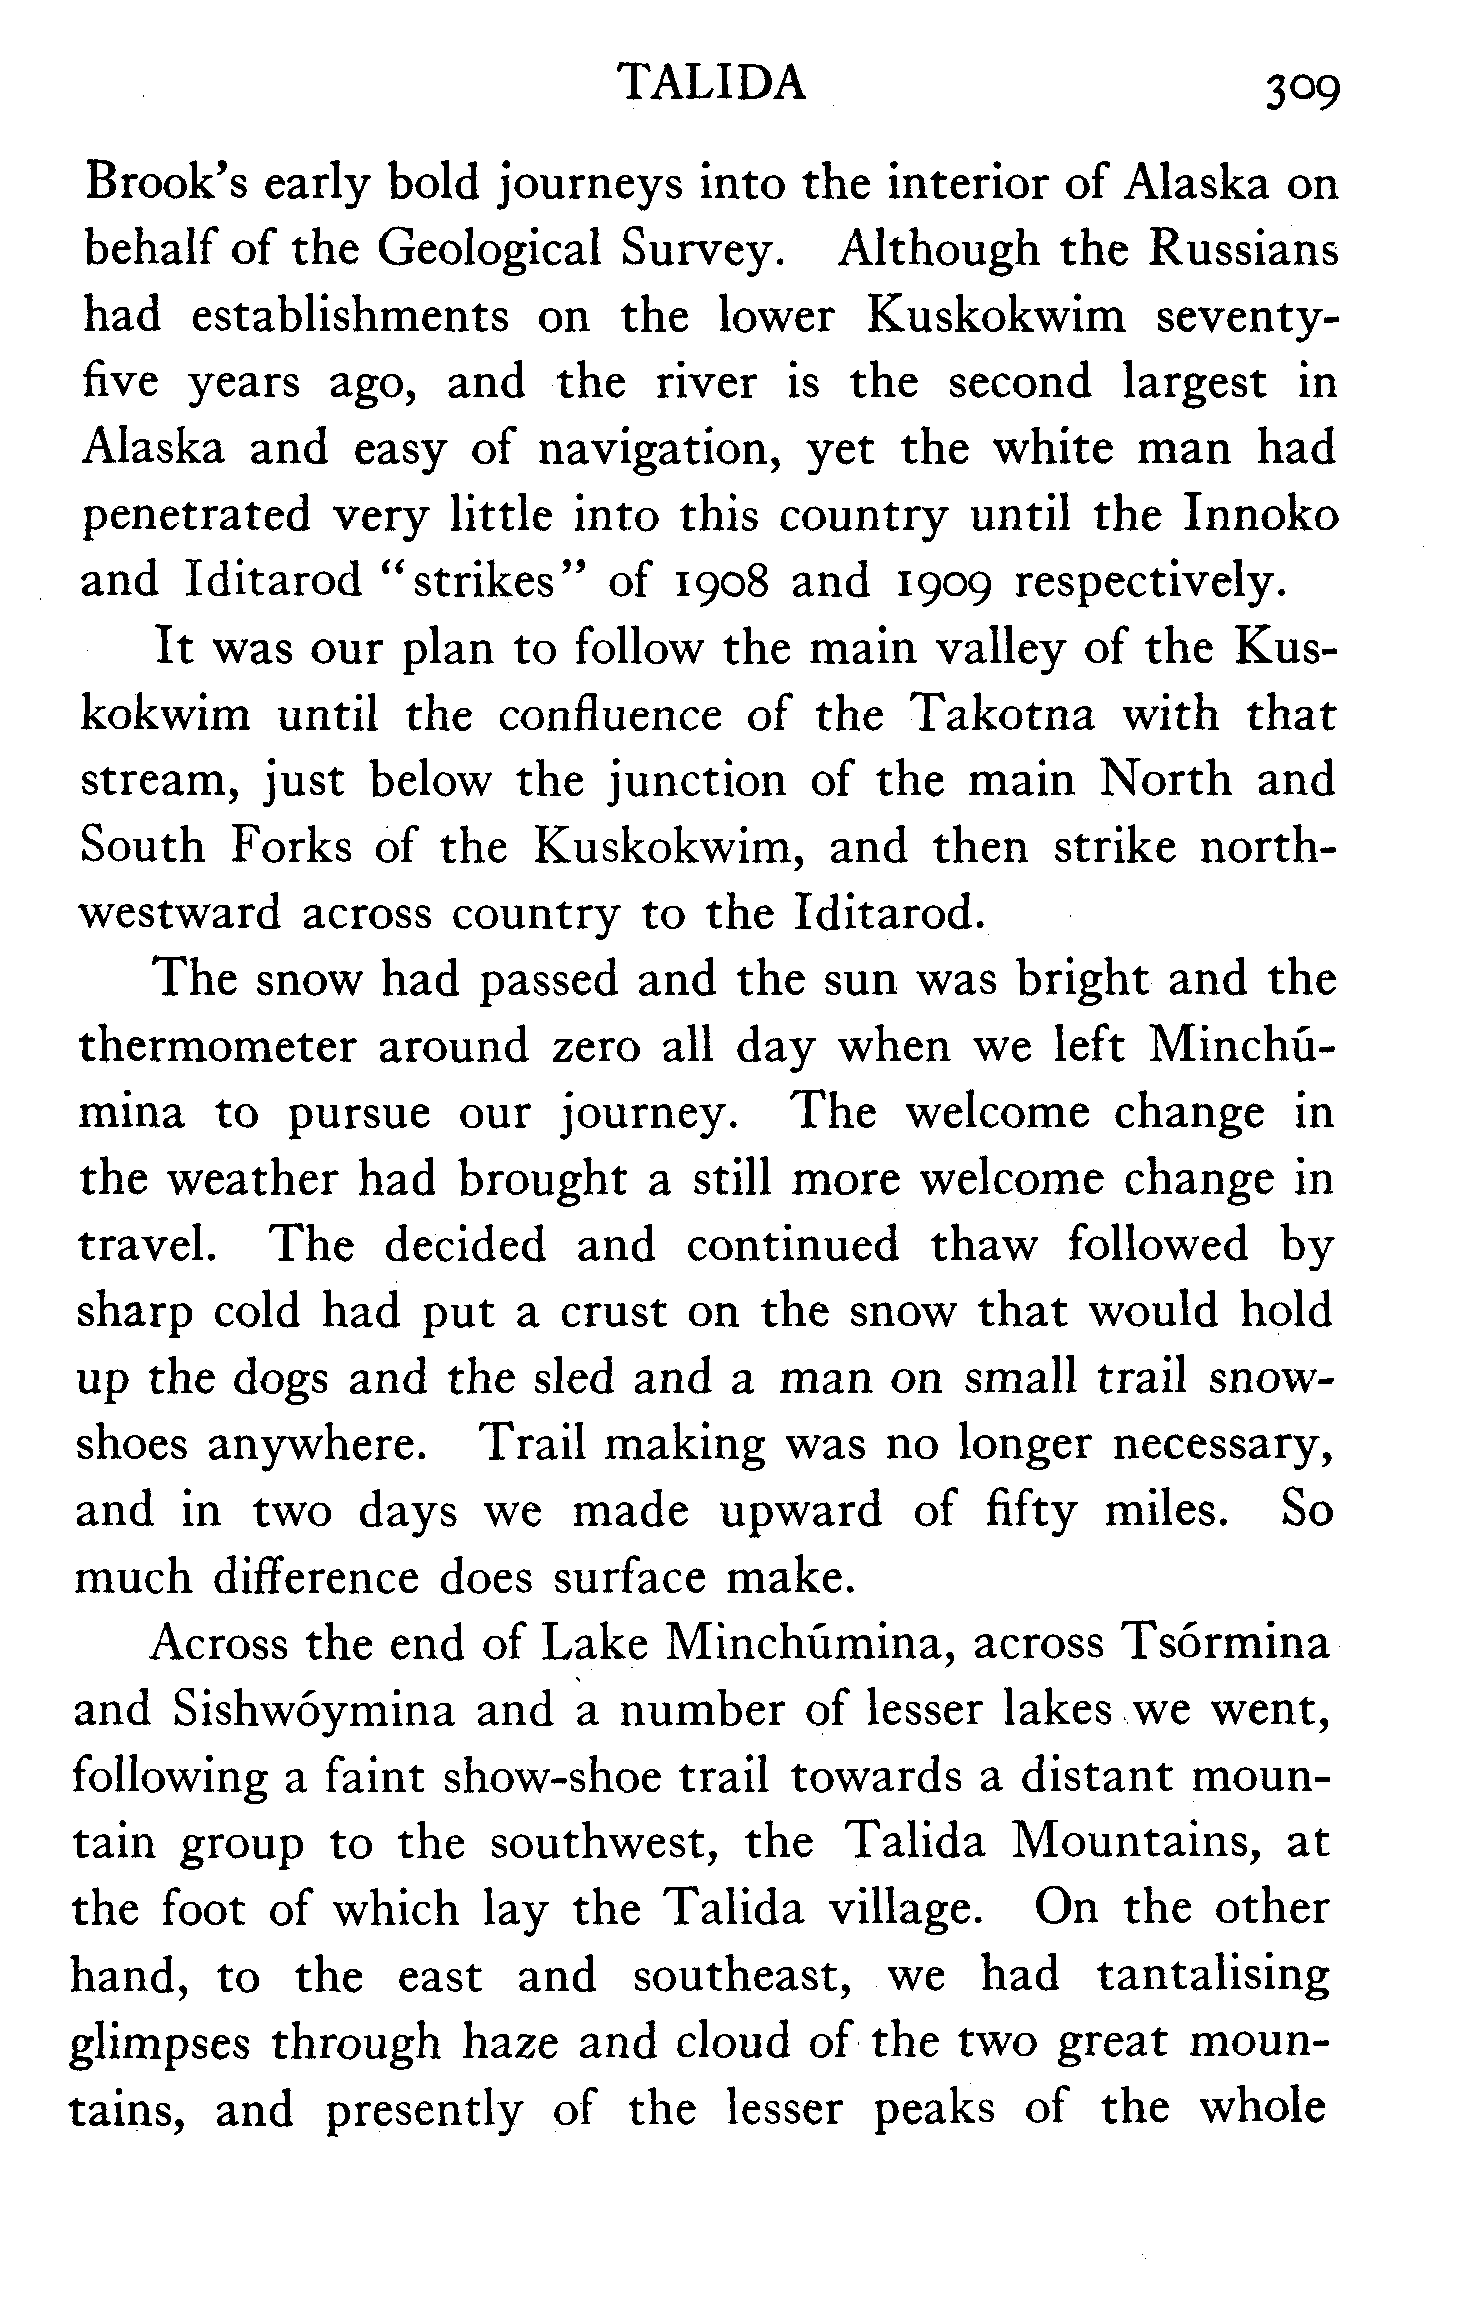 TALIDA 309
Brook's early bold journeys into the interior of Alaska on
behalf of the Geological Survey. Although the Russians
had establishments on the lower Kuskokwim seventy-
five years ago, and the river is the second largest in
Alaska and easy of navigation, yet the white man had
penetrated very little into this country until the Innoko
and Iditarod "strikes" of 1908 and 1909 respectively.
It was our plan to follow the main valley of the Kus-
kokwim until the confluence of the Takotna with that
stream, just below the junction of the main North and
South Forks of the Kuskokwim, and then strike north-
westward across country to the Iditarod.
The snow had passed and the sun was bright and the
thermometer around zero all day when we left Minchú-
mina to pursue our journey. The welcome change in
the weather had brought a still more welcome change in
travel. The decided and continued thaw followed by
sharp cold had put a crust on the snow that would hold
up the dogs and the sled and a man on small trail snow-
shoes anywhere. Trail making was no longer necessary,
and in two days we made upward of fifty miles. So
much difference does surface make.
Across the end of Lake Minchúmina, across Tsórmina
and Sishwóymina and a number of lesser lakes we went,
following a faint show-shoe trail towards a distant moun-
tain group to the southwest, the Talida Mountains, at
the foot of which lay the Talida village. On the other
hand, to the east and southeast, we had tantalising
glimpses through haze and cloud of the two great moun-
tains, and presently of the lesser peaks of the whole